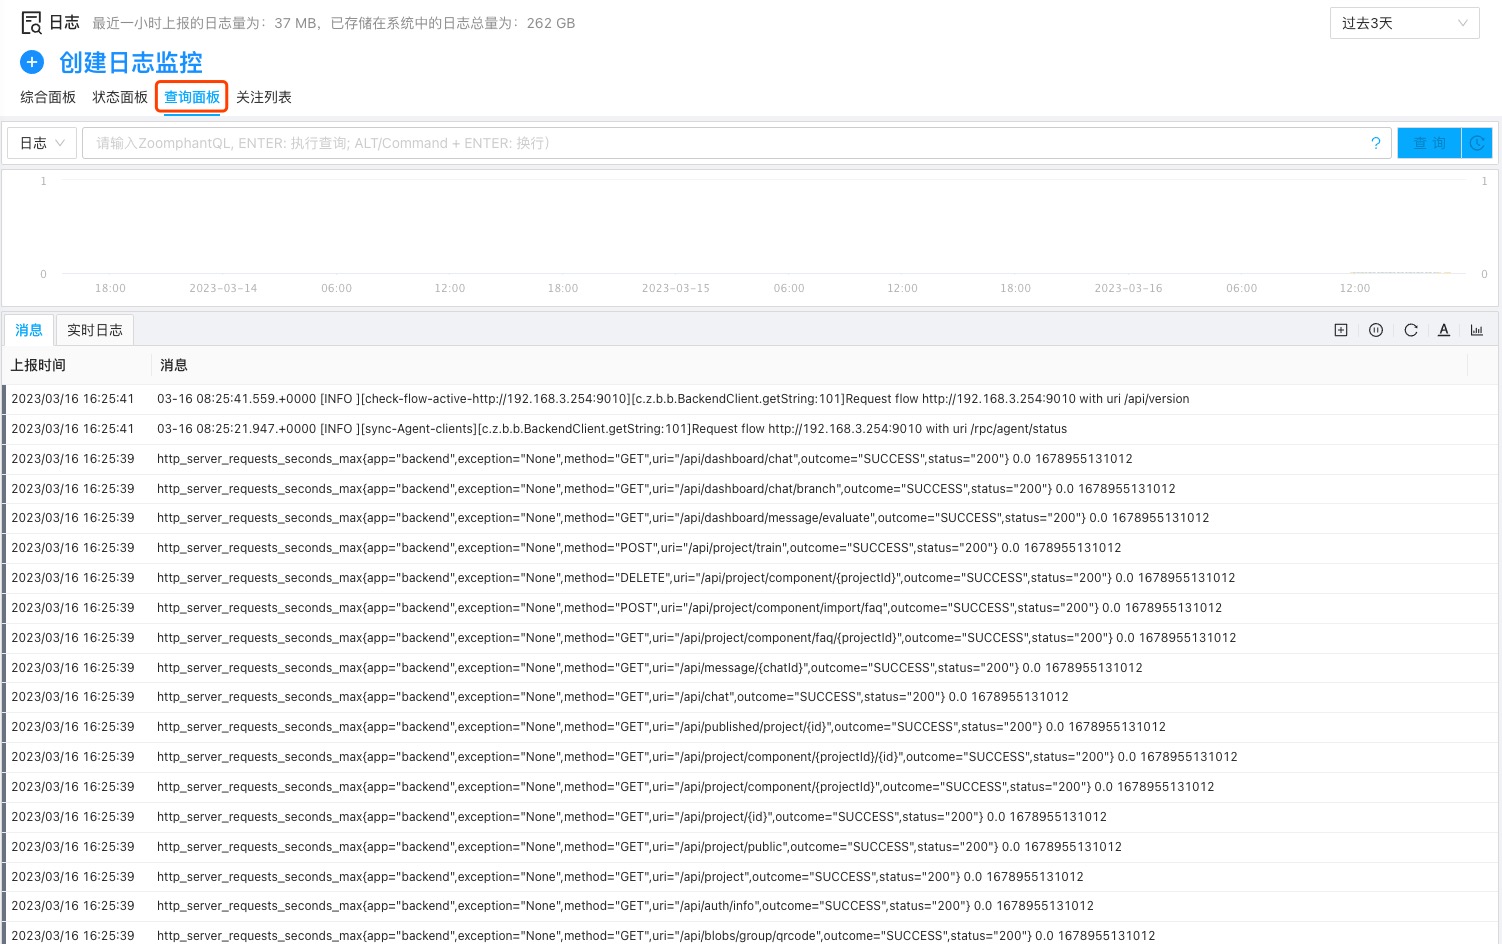 日志 最近一小时上报的日志量为：37 MB，已存储在系统中的日志总量为：262 GB 过去3天
创建日志监控
综合面板 状态面板 查询面板 关注列表
日志 请输入ZoomphantQL, ENTER: 执行查询; ALT/Command + ENTER: 换行) ? 查 询
1 1
0 0
18:00 2023-03-14 06:00 12:00 18:00 2023-03-15 06:00 12:00 18:00 2023-03-16 06:00 12:00
消息 实时日志
上报时间 消息
2023/03/16 16:25:41 03-16 08:25:41.559.+0000 [INFO ][check-flow-active-http://192.168.3.254:9010][c.z.b.b.BackendClient.getString:101]Request flow http://192.168.3.254:9010 with uri /api/version
2023/03/16 16:25:41 03-16 08:25:21.947.+0000 [INFO ][sync-Agent-clients][c.z.b.b.BackendClient.getString:101]Request flow http://192.168.3.254:9010 with uri /rpc/agent/status
2023/03/16 16:25:39 http_server_requests_seconds_max{app="backend",exception="None",method="GET",uri="/api/dashboard/chat",outcome="SUCCESS",status="200"} 0.0 1678955131012
2023/03/16 16:25:39 http_server_requests_seconds_max{app="backend",exception="None",method="GET",uri="/api/dashboard/chat/branch",outcome="SUCCESS",status="200"} 0.0 1678955131012
2023/03/16 16:25:39 http_server_requests_seconds_max{app="backend",exception="None",method="GET",uri="/api/dashboard/message/evaluate",outcome="SUCCESS",status="200"} 0.0 1678955131012
2023/03/16 16:25:39 http_server_requests_seconds_max{app="backend",exception="None",method="POST",uri="/api/project/train",outcome="SUCCESS",status="200"} 0.0 1678955131012
2023/03/16 16:25:39 http_server_requests_seconds_max{app="backend",exception="None",method="DELETE",uri="/api/project/component/{projectId}",outcome="SUCCESS",status="200"} 0.0 1678955131012
2023/03/16 16:25:39 http_server_requests_seconds_max{app="backend",exception="None",method="POST",uri="/api/project/component/import/faq",outcome="SUCCESS",status="200"} 0.0 1678955131012
2023/03/16 16:25:39 http_server_requests_seconds_max{app="backend",exception="None",method="GET",uri="/api/project/component/faq/{projectId}",outcome="SUCCESS",status="200"} 0.0 1678955131012
2023/03/16 16:25:39 http_server_requests_seconds_max{app="backend",exception="None",method="GET",uri="/api/message/{chatId}",outcome="SUCCESS",status="200"} 0.0 1678955131012
2023/03/16 16:25:39 http_server_requests_seconds_max{app="backend",exception="None",method="GET",uri="/api/chat",outcome="SUCCESS",status="200"} 0.0 1678955131012
2023/03/16 16:25:39 http_server_requests_seconds_max{app="backend",exception="None",method="GET",uri="/api/published/project/{id}",outcome="SUCCESS",status="200"} 0.0 1678955131012
2023/03/16 16:25:39 http_server_requests_seconds_max{app="backend",exception="None",method="GET",uri="/api/project/component/{projectId}/{id}",outcome="SUCCESS",status="200"} 0.0 1678955131012
2023/03/16 16:25:39 http_server_requests_seconds_max{app="backend",exception="None",method="GET",uri="/api/project/component/{projectId}",outcome="SUCCESS",status="200"} 0.0 1678955131012
2023/03/16 16:25:39 http_server_requests_seconds_max{app="backend",exception="None",method="GET",uri="/api/project/{id}",outcome="SUCCESS",status="200"} 0.0 1678955131012
2023/03/16 16:25:39 http_server_requests_seconds_max{app="backend",exception="None",method="GET",uri="/api/project/public",outcome="SUCCESS",status="200"} 0.0 1678955131012
2023/03/16 16:25:39 http_server_requests_seconds_max{app="backend",exception="None",method="GET",uri="/api/project",outcome="SUCCESS",status="200"} 0.0 1678955131012
2023/03/16 16:25:39 http_server_requests_seconds_max{app="backend",exception="None",method="GET",uri="/api/auth/info",outcome="SUCCESS",status="200"} 0.0 1678955131012
2023/03/16 16:25:39 http_server_requests_seconds_max{app="backend",exception="None",method="GET",uri="/api/blobs/group/qrcode",outcome="SUCCESS",status="200"} 0.0 1678955131012